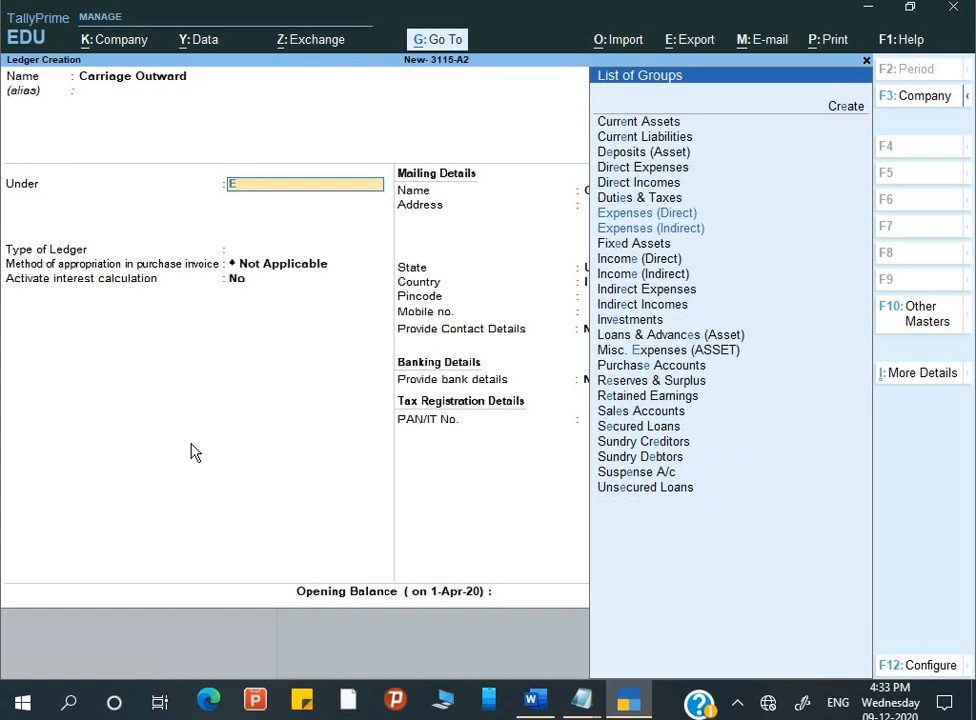 TallyPrime MANAGE
EDU K: Company Y: Data Z: Exchange G: Go To O: Import E: Export M: E-mail P: Print F1: Help
Ledger Creation New- 3115-A2
Name : Carriage Outward
(alias) :
List of Groups
Create
Current Assets
Current Liabilities
Deposits (Asset)
Direct Expenses
Direct Incomes
Duties & Taxes
Expenses (Direct)
Expenses (Indirect)
Fixed Assets
Income (Direct)
Income (Indirect)
Indirect Expenses
Indirect Incomes
Investments
Loans & Advances (Asset)
Misc. Expenses (ASSET)
Purchase Accounts
Reserves & Surplus
Retained Earnings
Sales Accounts
Secured Loans
Sundry Creditors
Sundry Debtors
Suspense A/c
Unsecured Loans
Under : E
Type of Ledger :
Method of appropriation in purchase invoice : ♦ Not Applicable
Activate interest calculation : No
Mailing Details
Name :
Address :
State :
Country :
Pincode :
Mobile no. :
Provide Contact Details :
Banking Details
Provide bank details :
Tax Registration Details
PAN/IT No. :
Opening Balance ( on 1-Apr-20) :
F2: Period
F3: Company
F4
F5
F6
F7
F8
F9
F10: Other
Masters
I: More Details
F12: Configure
ENG
4:33 PM
Wednesday
09-12-2020